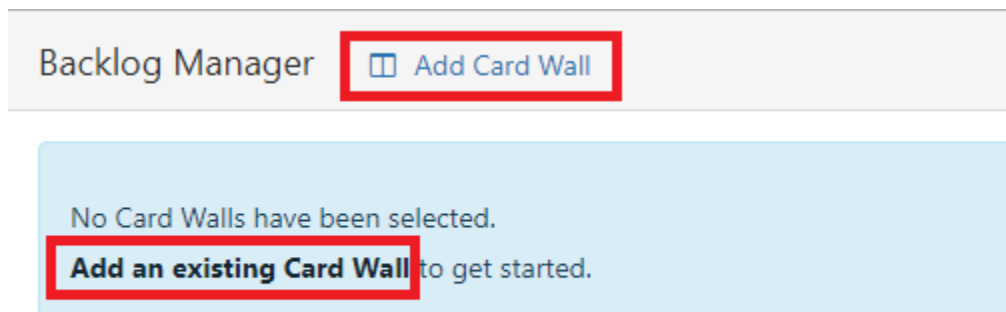 Backlog Manager Add Card Wall
No Card Walls have been selected.
Add an existing Card Wall to get started.